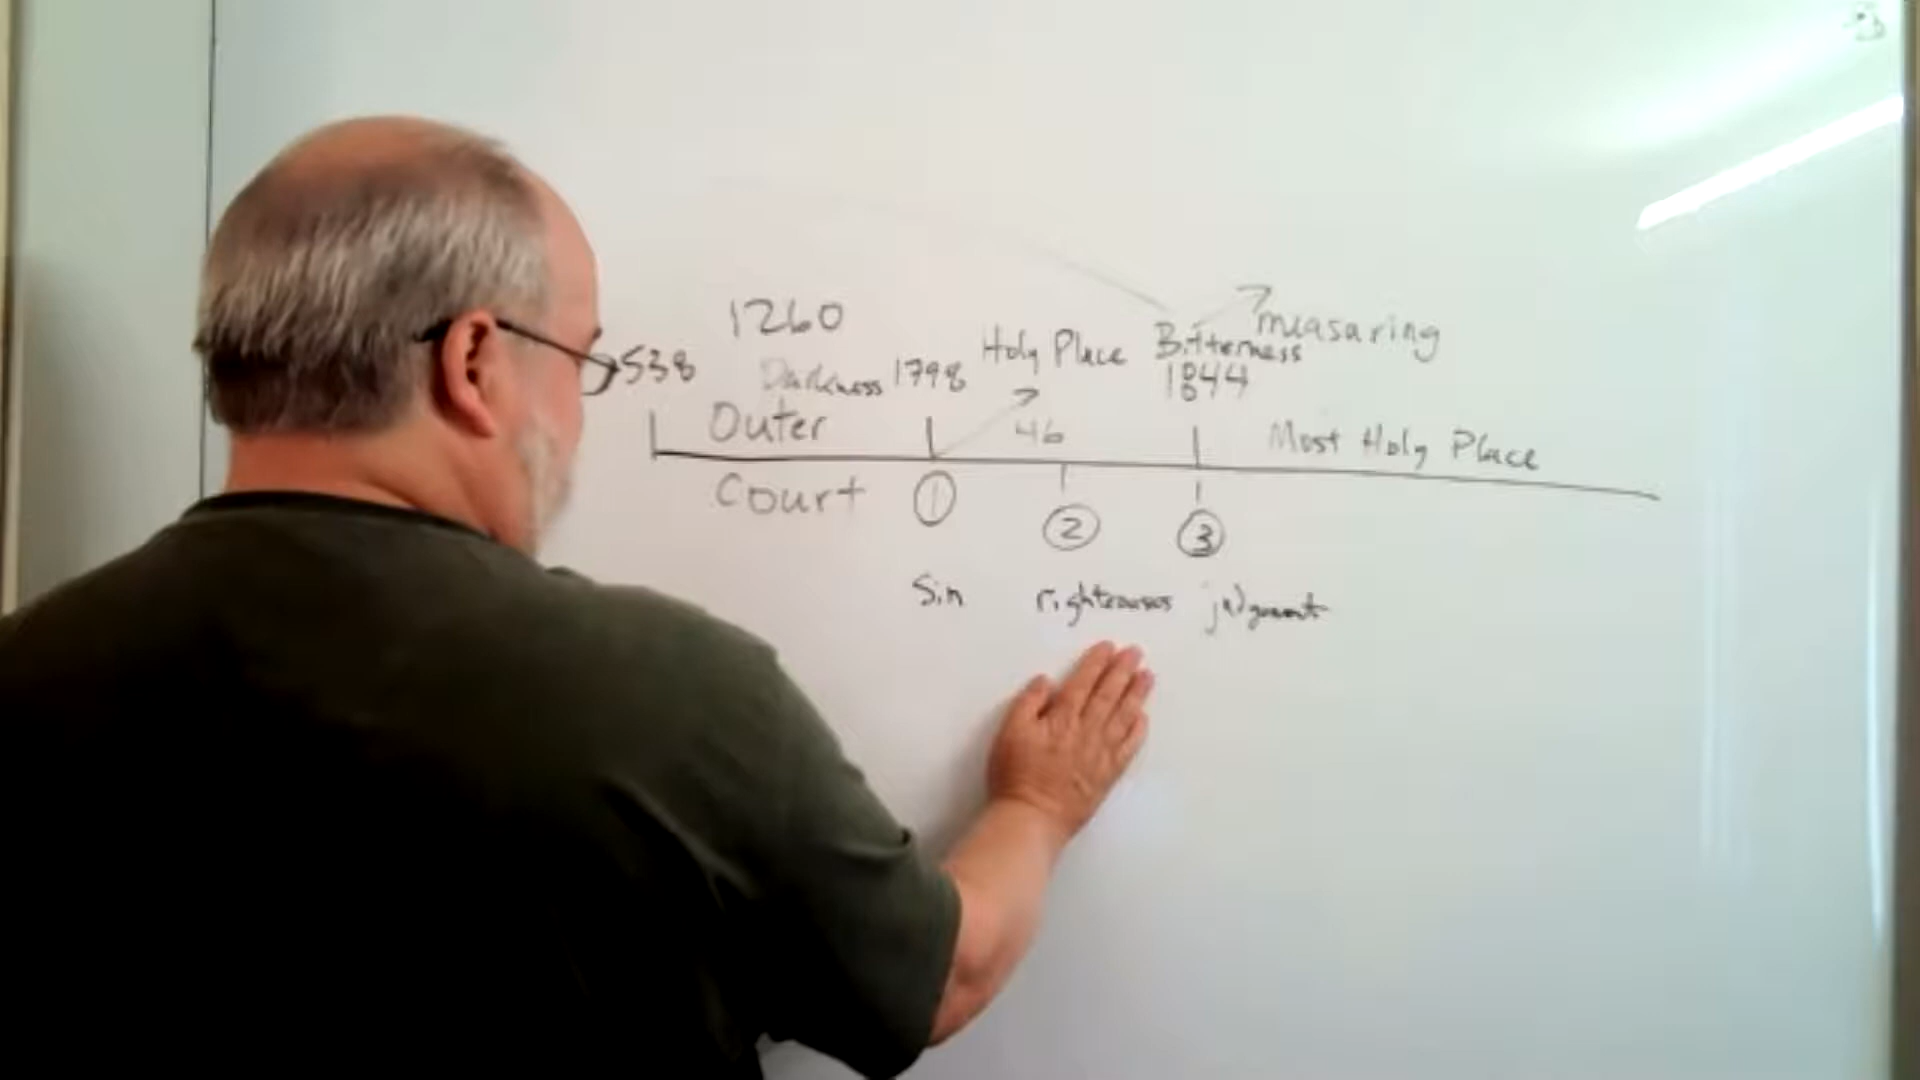 1260
measuring
538
Darkness
1798
Holy Place
Bitterness
1844
Outer
46
Most Holy Place
Court
1
2
3
Sin
judgment